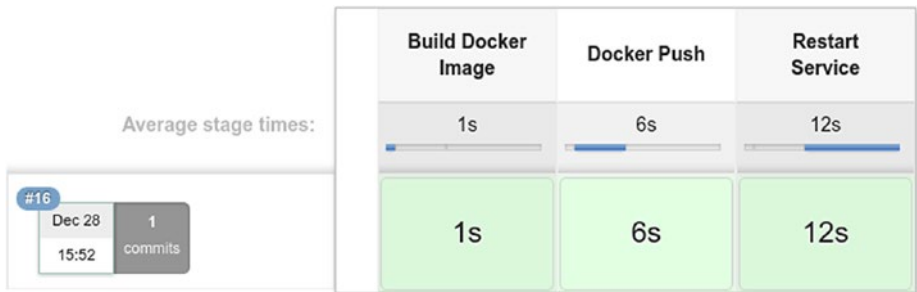 Build Docker
Image
Docker Push
Restart
Service
Average stage times:
1s
6s
12s
#16
Dec 28
15:52
1
commits
1s
6s
12s